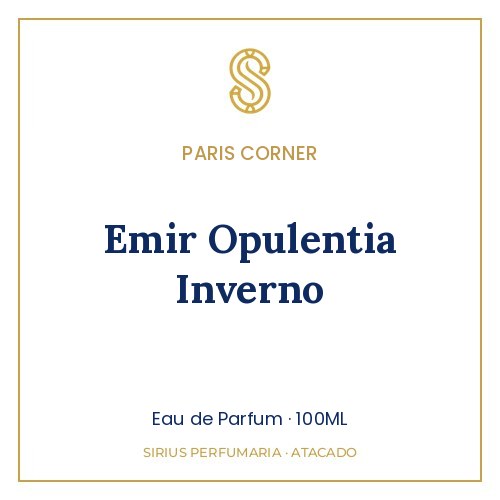 PARIS CORNER
Emir Opulentia
Inverno
Eau de Parfum · 100ML
SIRIUS PERFUMARIA · ATACADO